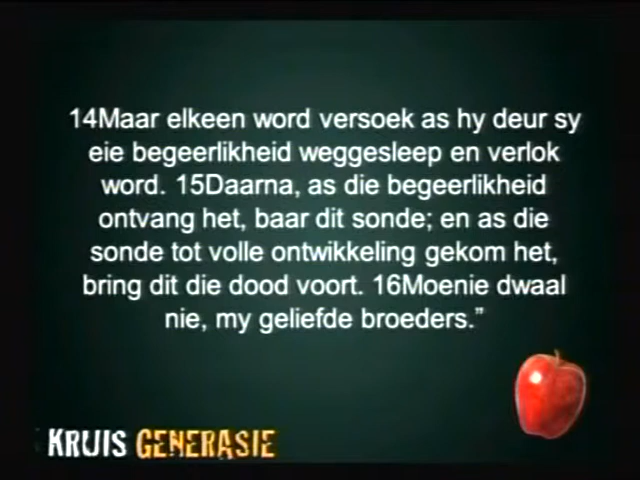 14Maar elkeen word versoek as hy deur sy
eie begeerlikheid weggesleep en verlok
word. 15Daarna, as die begeerlikheid
ontvang het, baar dit sonde; en as die
sonde tot volle ontwikkeling gekom het,
bring dit die dood voort. 16Moenie dwaal
nie, my geliefde broeders.”
KRUIS GENERASIE